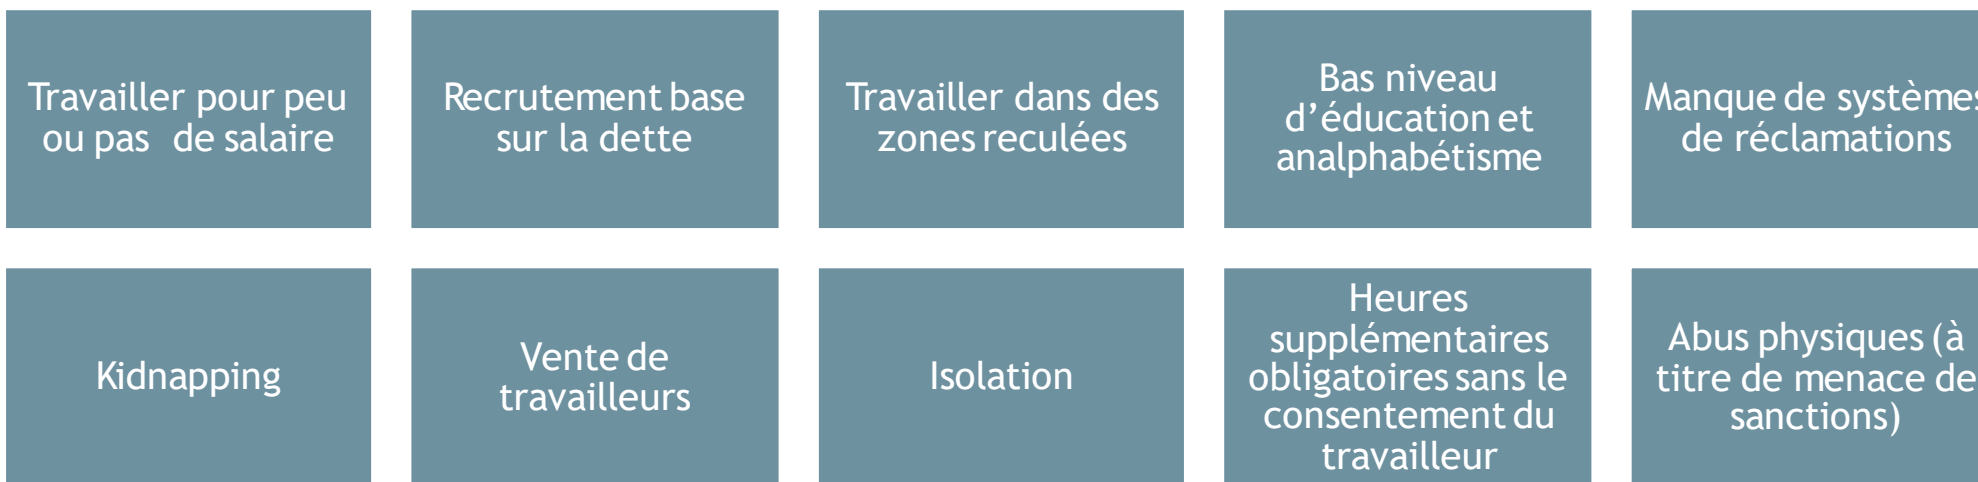 Travailler pour peu
ou pas de salaire
Recrutement base
sur la dette
Travailler dans des
zones reculées
Bas niveau
d’éducation et
analphabétisme
Manque de systèmes
de réclamations
Kidnapping
Vente de
travailleurs
Isolation
Heures
supplémentaires
obligatoires sans le
consentement du
travailleur
Abus physiques (à
titre de menace de
sanctions)